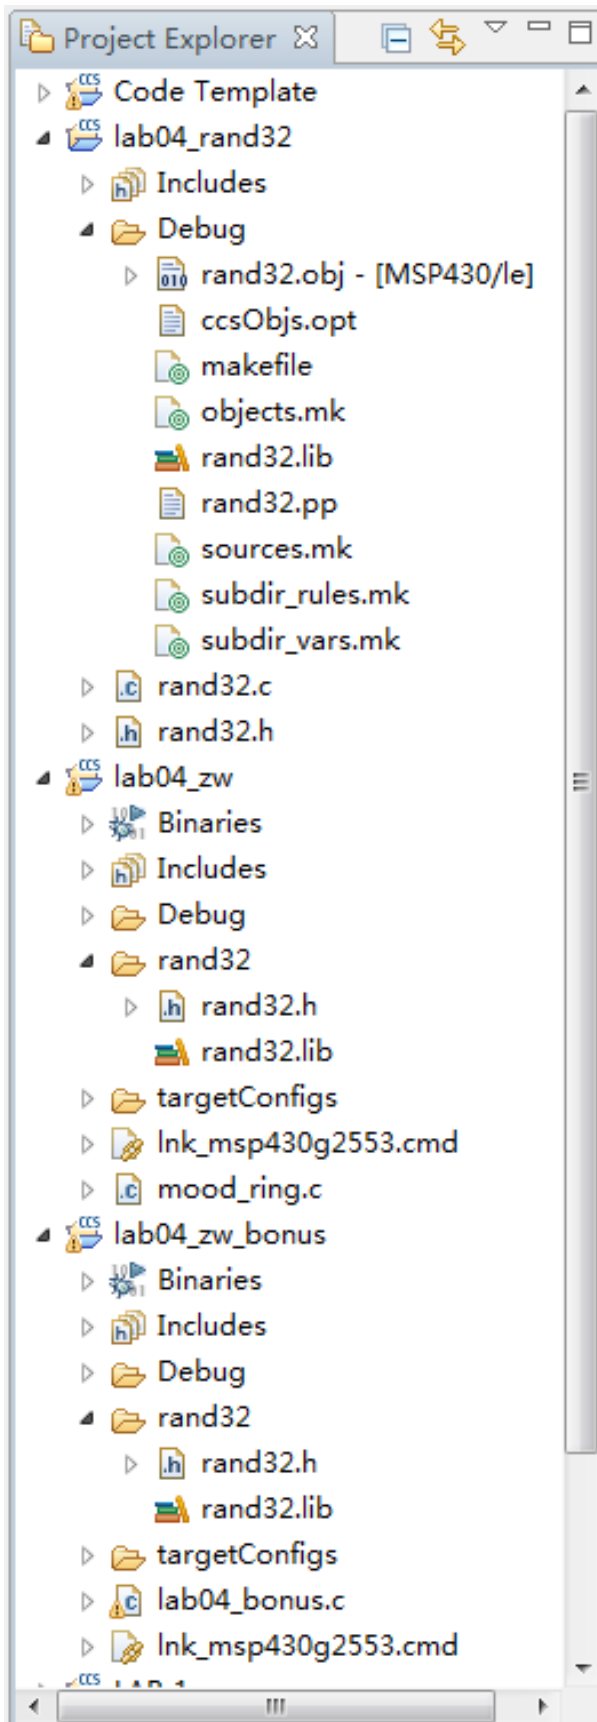 Project Explorer
Code Template
lab04_rand32
Includes
Debug
rand32.obj - [MSP430/le]
ccsObjs.opt
makefile
objects.mk
rand32.lib
rand32.pp
sources.mk
subdir_rules.mk
subdir_vars.mk
rand32.c
rand32.h
lab04_zw
Binaries
Includes
Debug
rand32
rand32.h
rand32.lib
targetConfigs
lnk_msp430g2553.cmd
mood_ring.c
lab04_zw_bonus
Binaries
Includes
Debug
rand32
rand32.h
rand32.lib
targetConfigs
lab04_bonus.c
lnk_msp430g2553.cmd